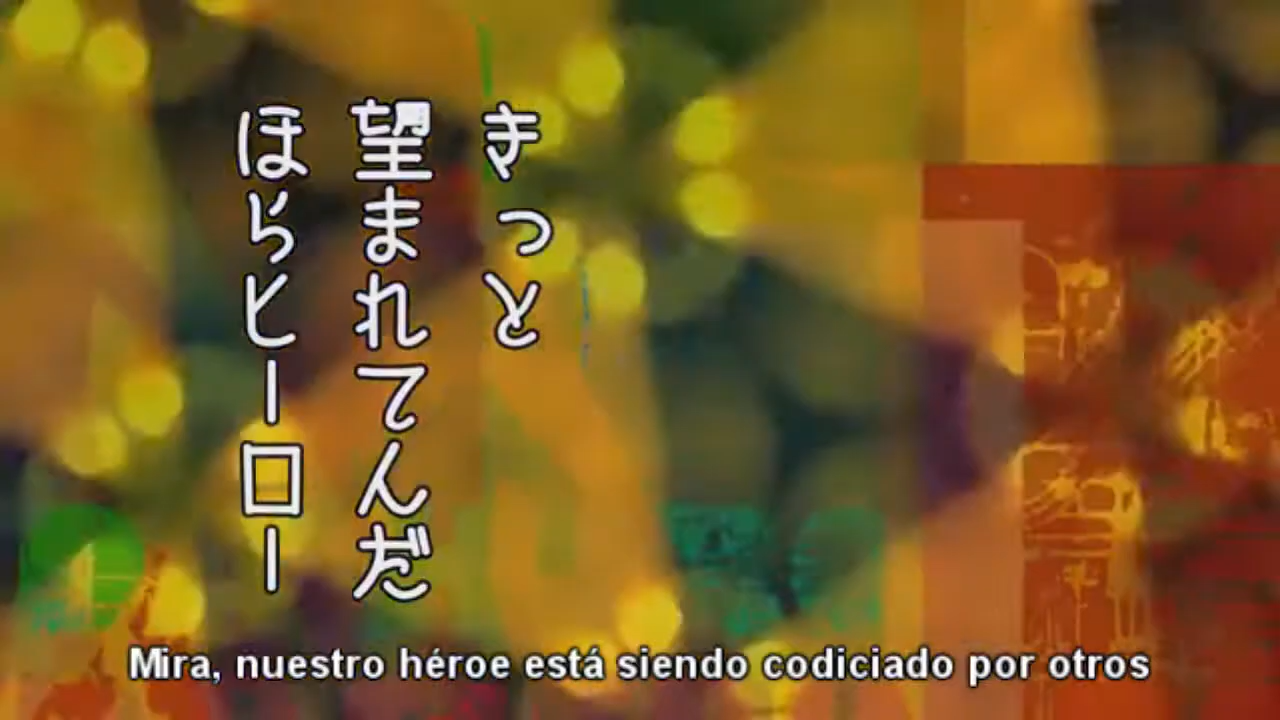 きっと
望まれてんだ
ほらヒーロー
Mira, nuestro héroe está siendo codiciado por otros